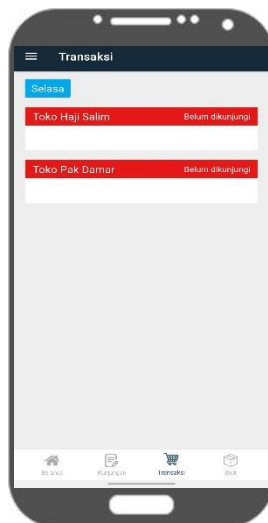 Transaksi
Selasa
Toko Haji Salim Belum dikunjungi
Toko Pak Damar Belum dikunjungi
Beranda Kunjungan Transaksi Stok